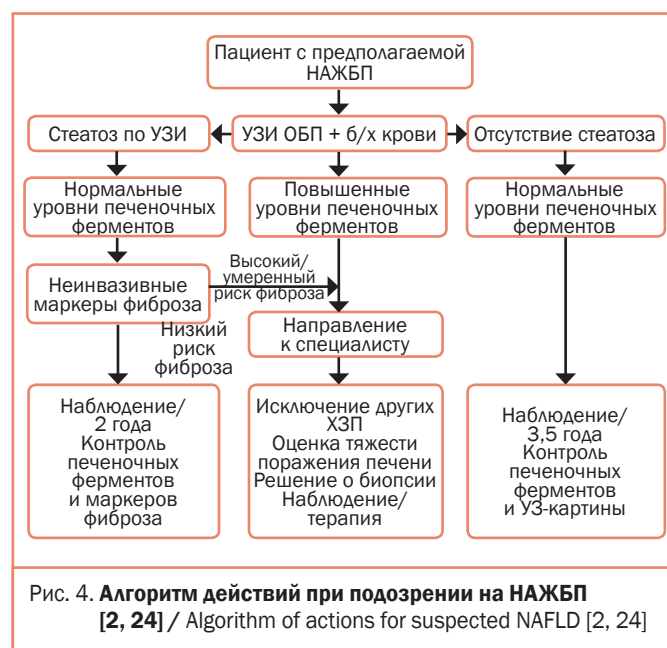 Пациент с предполагаемой
НАЖБП
Стеатоз по УЗИ
УЗИ ОБП + б/х крови
Отсутствие стеатоза
Нормальные
уровни печеночных
ферментов
Повышенные
уровни печеночных
ферментов
Нормальные
уровни печеночных
ферментов
Неинвазивные
маркеры фиброза
Высокий/
умеренный
риск фиброза
Низкий
риск
фиброза
Направление
к специалисту
Наблюдение/
2 года
Контроль
печеночных
ферментов
и маркеров
фиброза
Исключение других
ХЗП
Оценка тяжести
поражения печени
Решение о биопсии
Наблюдение/
терапия
Наблюдение/
3,5 года
Контроль
печеночных
ферментов
и УЗ-картины
Рис. 4. Алгоритм действий при подозрении на НАЖБП
[2, 24] / Algorithm of actions for suspected NAFLD [2, 24]